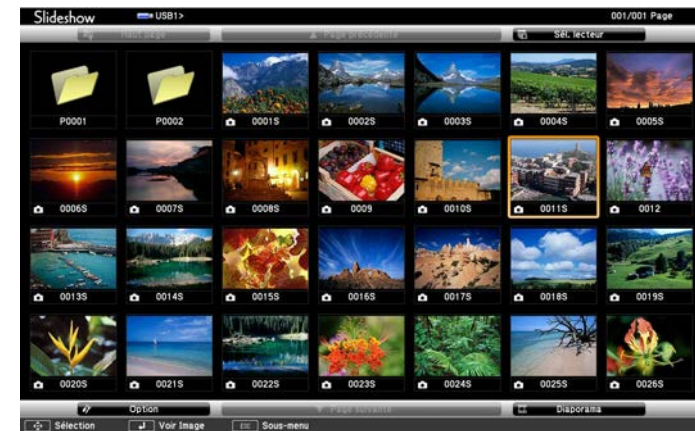 Slideshow USB1> 001/001 Page
Haut page Page précédente Sél. lecteur
P0001 P0002 0001S 0002S 0003S 0004S 0005S
0006S 0007S 0008S 0009 0010S 0011S 0012
0013S 0014S 0015S 0016S 0017S 0018S 0019S
0020S 0021S 0022S 0023S 0024S 0025S 0026S
Option Page suivante Diaporama
Sélection Voir Image Esc Sous-menu